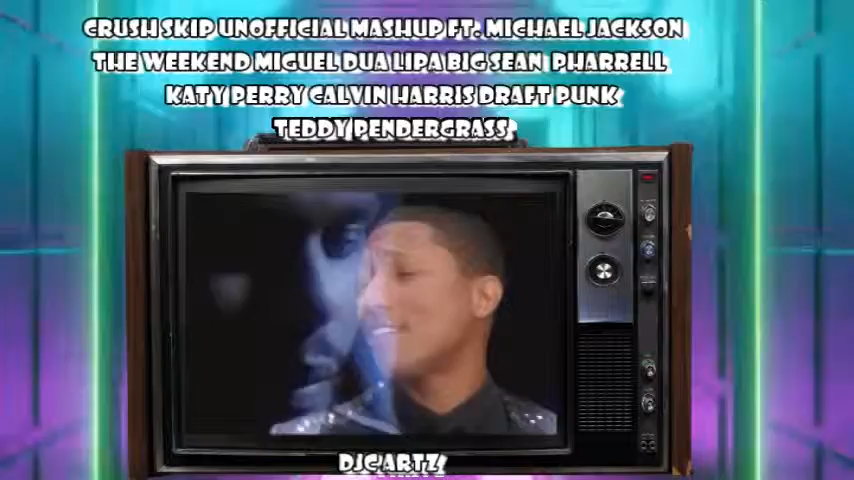 CRUSH SKIP UNOFFICIAL MASHUP FT. MICHAEL JACKSON
THE WEEKEND MIGUEL DUA LIPA BIG SEAN PHARRELL
KATY PERRY CALVIN HARRIS DRAFT PUNK
TEDDY PENDERGRASS
DJC ARTZ